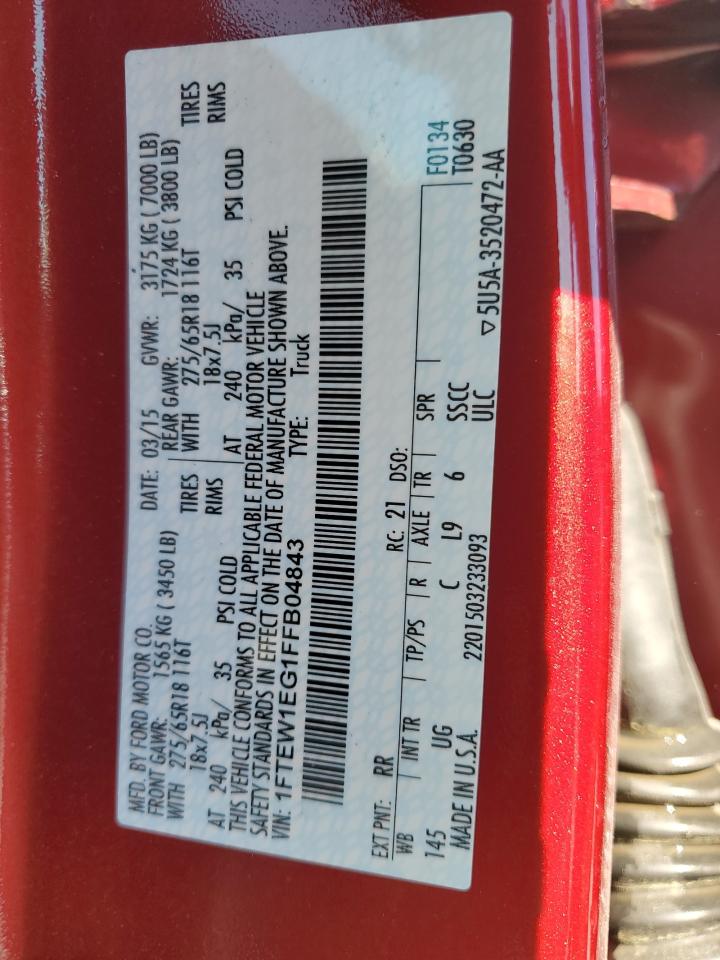 MFD. BY FORD MOTOR CO.
DATE: 03/15 GVWR: 3175 KG ( 7000 LB)
FRONT GAWR: 1565 KG ( 3450 LB)
REAR GAWR: 1724 KG ( 3800 LB)
WITH 275/65R18 116T TIRES
WITH 275/65R18 116T TIRES
18x7.5J RIMS
18x7.5J RIMS
AT 240 kPa/ 35 PSI COLD
AT 240 kPa/ 35 PSI COLD
THIS VEHICLE CONFORMS TO ALL APPLICABLE FEDERAL MOTOR VEHICLE
SAFETY STANDARDS IN EFFECT ON THE DATE OF MANUFACTURE SHOWN ABOVE.
VIN: 1FTEW1EG1FFB04843 TYPE: Truck
EXT PNT: RR RC: 21 DSO: F0134
WB INT TR TP/PS R AXLE TR SPR T0630
145 UG C L9 6 SSCC
MADE IN U.S.A. 2201503233093 ULC
▽5U5A-3520472-AA